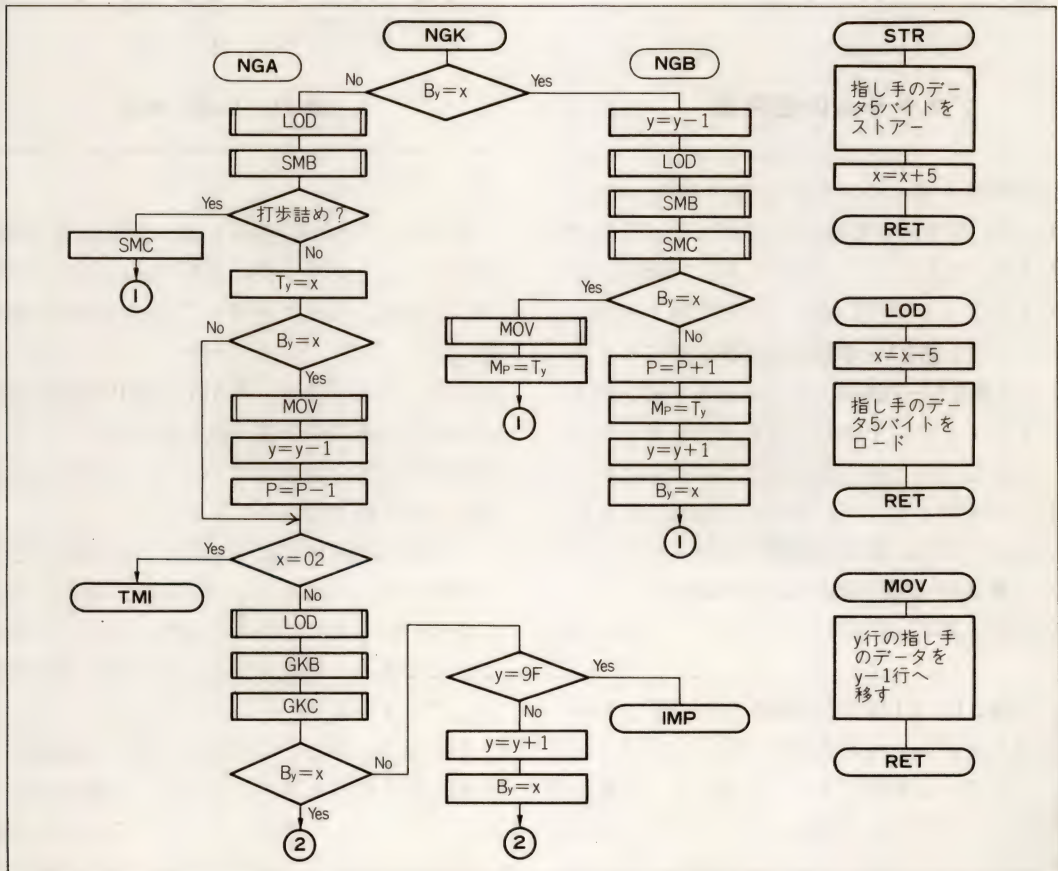 NGK
NGA
No
By=x
Yes
LOD
SMB
Yes
打歩詰め？
SMC
No
1
Ty=x
No
By=x
Yes
MOV
y=y−1
P=P−1
Yes
x=02
TMI
No
LOD
GKB
GKC
By=x
No
Yes
2
y=9F
Yes
No
IMP
y=y+1
By=x
2
NGB
y=y−1
LOD
SMB
SMC
Yes
By=x
MOV
No
MP=Ty
P=P+1
1
MP=Ty
y=y+1
By=x
1
STR
指し手のデー
タ5バイトを
ストアー
x=x+5
RET
LOD
x=x−5
指し手のデー
タ5バイトを
ロード
RET
MOV
y行の指し手
のデータを
y−1行へ
移す
RET